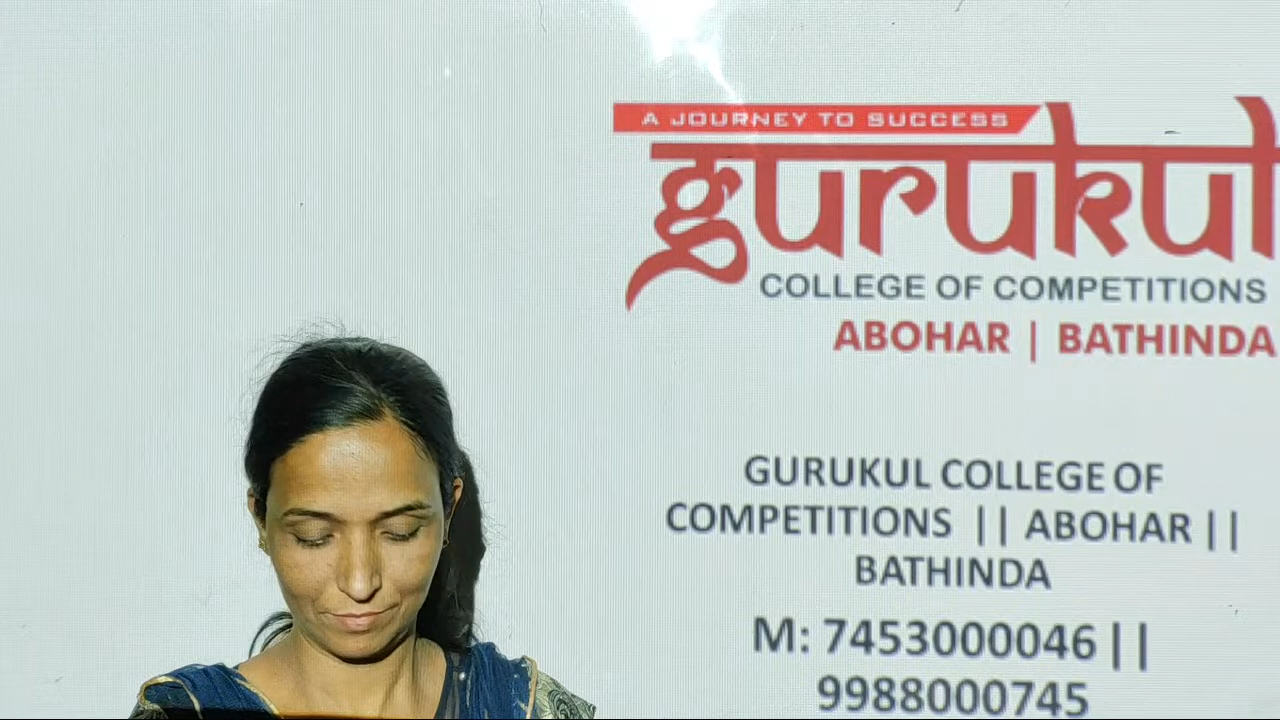 A JOURNEY TO SUCCESS
gurukul
COLLEGE OF COMPETITIONS
ABOHAR | BATHINDA
GURUKUL COLLEGE OF
COMPETITIONS || ABOHAR ||
BATHINDA
M: 7453000046 ||
9988000745